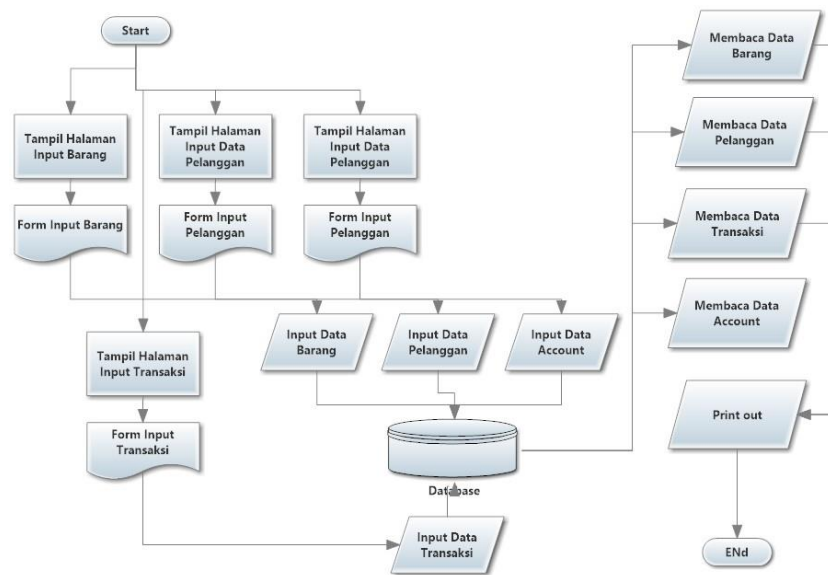 Start
Tampil Halaman
Input Barang
Tampil Halaman
Input Data
Pelanggan
Tampil Halaman
Input Data
Pelanggan
Form Input Barang
Form Input
Pelanggan
Form Input
Pelanggan
Tampil Halaman
Input Transaksi
Form Input
Transaksi
Input Data
Barang
Input Data
Pelanggan
Input Data
Account
Database
Input Data
Transaksi
Membaca Data
Barang
Membaca Data
Pelanggan
Membaca Data
Transaksi
Membaca Data
Account
Print out
ENd